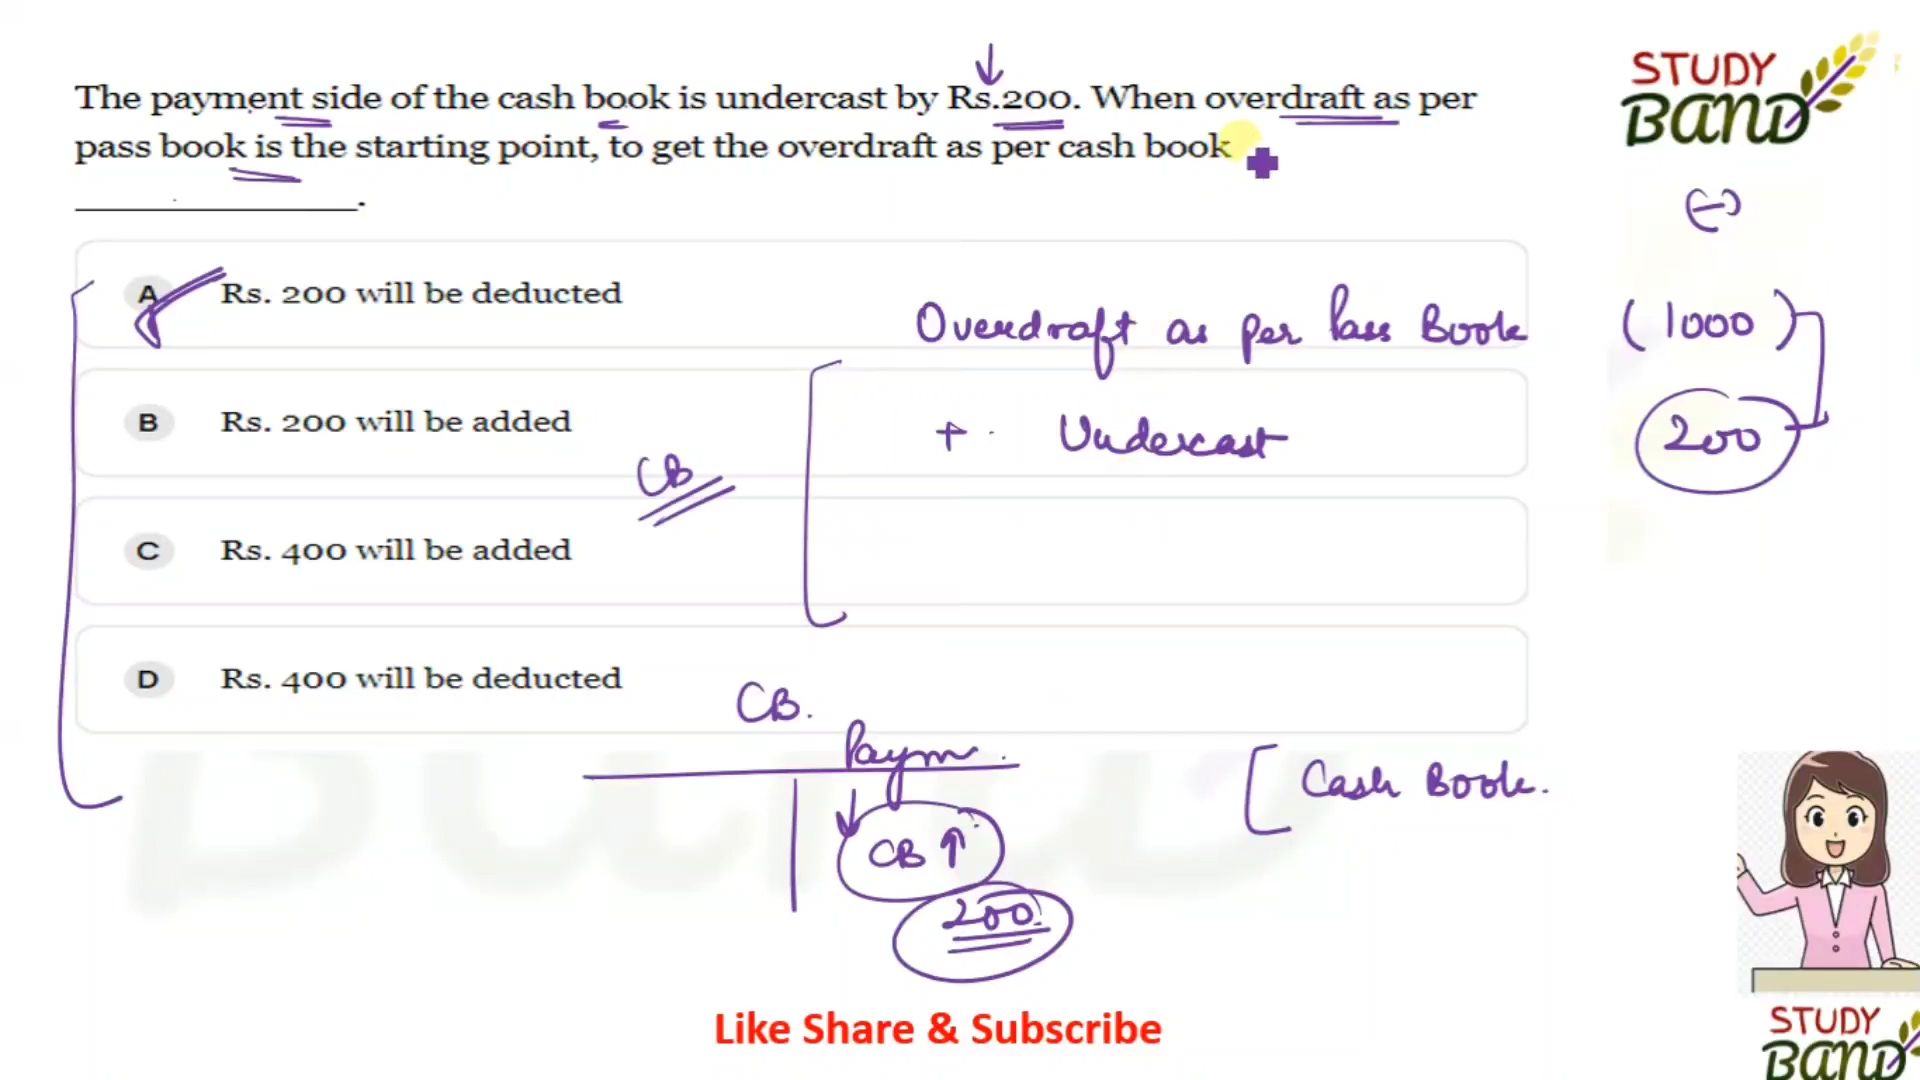 The payment side of the cash book is undercast by Rs.200. When overdraft as per
pass book is the starting point, to get the overdraft as per cash book
________________.
STUDY
BAND
(-)
A Rs. 200 will be deducted
Overdraft as per Pass Book (1000)
B Rs. 200 will be added
+ Undercast 200
CB
C Rs. 400 will be added
D Rs. 400 will be deducted
CB.
Paym.
Cash Book.
CB ↑
200
Like Share & Subscribe
STUDY
BAND